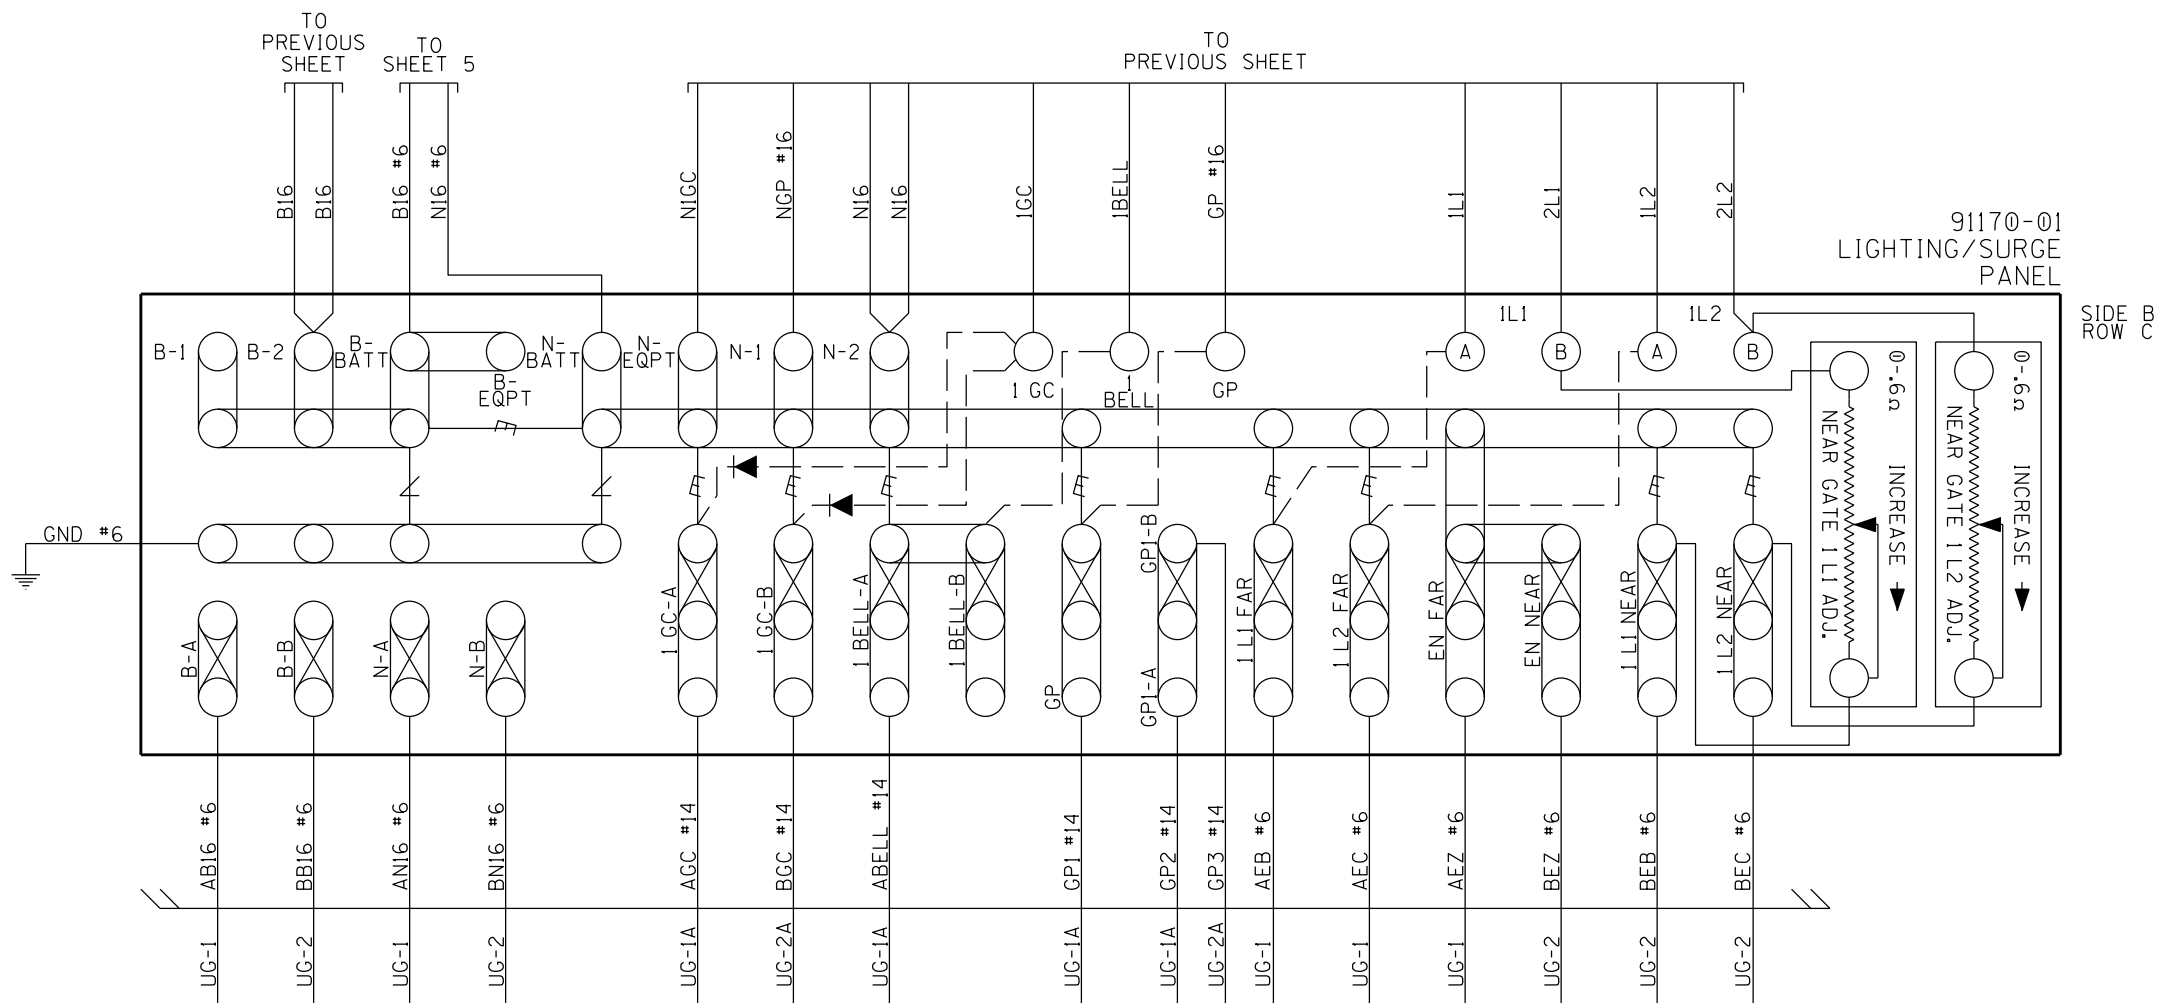 TO
PREVIOUS
SHEET
TO
SHEET 5
TO
PREVIOUS SHEET
B16
B16
B16 #6
N16 #6
N1GC
NGP #16
N16
N16
1GC
1BELL
GP #16
1L1
2L1
1L2
2L2
91170-01
LIGHTING/SURGE
PANEL
SIDE B
ROW C
B-1
B-2
B-
BATT
B-
EQPT
N-
BATT
N-
EQPT
N-1
N-2
1 GC
1
BELL
GP
A
1L1
B
A
1L2
B
0-.6Ω
NEAR GATE 1 L1 ADJ.
INCREASE
0-.6Ω
NEAR GATE 1 L2 ADJ.
INCREASE
GND #6
B-A
B-B
N-A
N-B
1 GC-A
1 GC-B
1 BELL-A
1 BELL-B
GP
GP1-B
GP1-A
1 L1 FAR
1 L2 FAR
EN FAR
EN NEAR
1 L1 NEAR
1 L2 NEAR
AB16 #6
BB16 #6
AN16 #6
BN16 #6
AGC #14
BGC #14
ABELL #14
GP1 #14
GP2 #14
GP3 #14
AEB #6
AEC #6
AEZ #6
BEZ #6
BEB #6
BEC #6
UG-1
UG-2
UG-1
UG-2
UG-1A
UG-2A
UG-1A
UG-1A
UG-1A
UG-2A
UG-1
UG-1
UG-1
UG-2
UG-2
UG-2